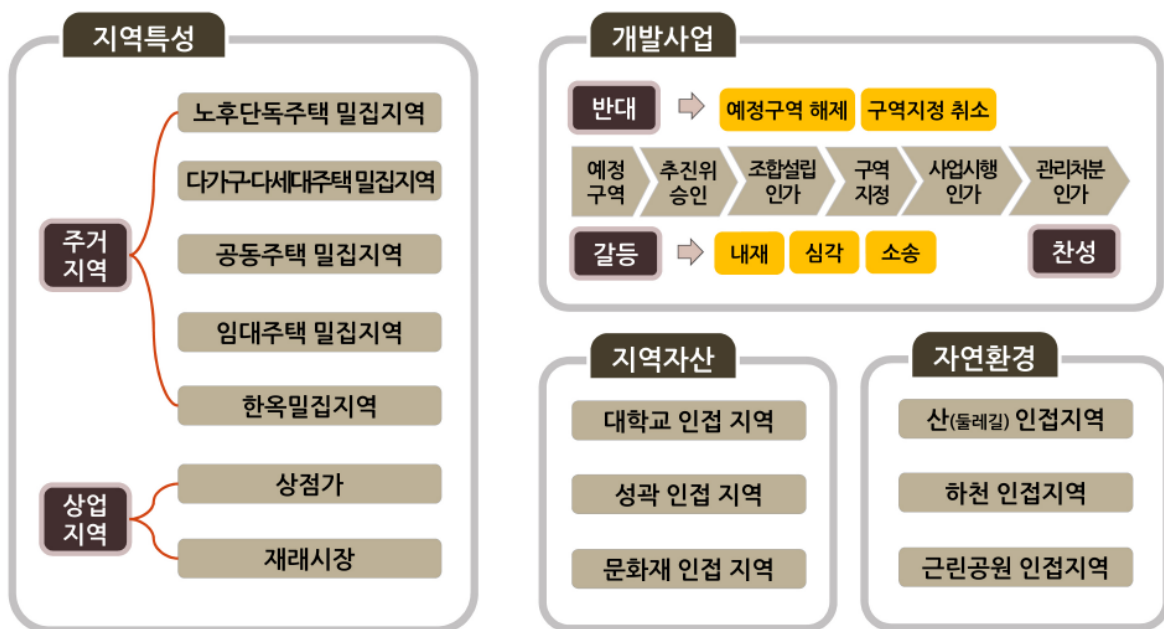 지역특성
주거
지역
노후단독주택 밀집지역
다가구·다세대주택 밀집지역
공동주택 밀집지역
임대주택 밀집지역
한옥밀집지역
상업
지역
상점가
재래시장
개발사업
반대
예정구역 해제
구역지정 취소
예정
구역
추진위
승인
조합설립
인가
구역
지정
사업시행
인가
관리처분
인가
갈등
내재
심각
소송
찬성
지역자산
대학교 인접 지역
성곽 인접 지역
문화재 인접 지역
자연환경
산(둘레길) 인접지역
하천 인접지역
근린공원 인접지역